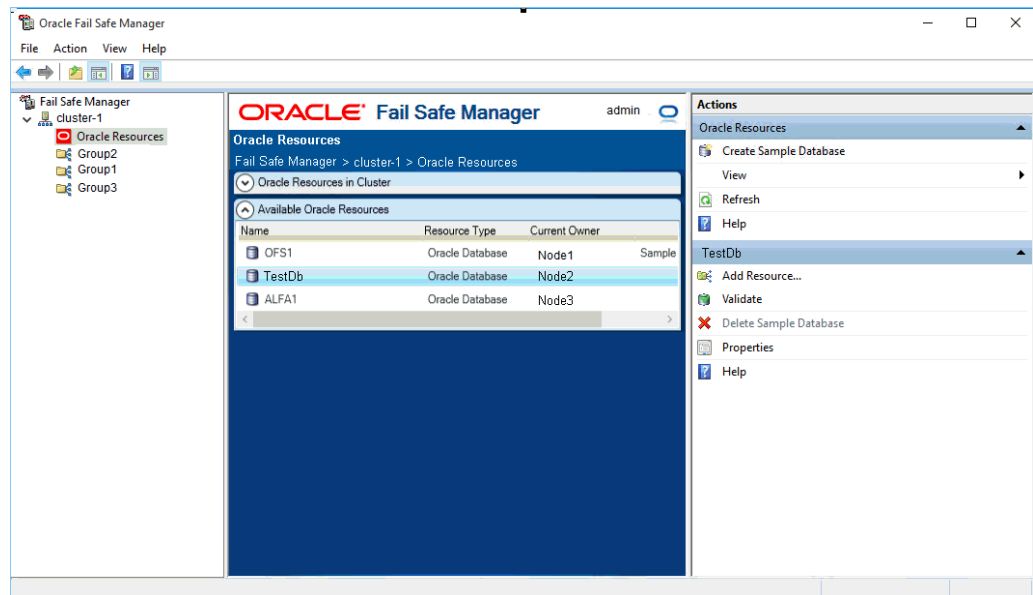 Oracle Fail Safe Manager
File Action View Help
Fail Safe Manager
cluster-1
Oracle Resources
Group2
Group1
Group3
ORACLE Fail Safe Manager admin
Oracle Resources
Fail Safe Manager > cluster-1 > Oracle Resources
Oracle Resources in Cluster
Available Oracle Resources
Name Resource Type Current Owner
OFS1 Oracle Database Node1 Sample
TestDb Oracle Database Node2
ALFA1 Oracle Database Node3
Actions
Oracle Resources
Create Sample Database
View
Refresh
Help
TestDb
Add Resource...
Validate
Delete Sample Database
Properties
Help